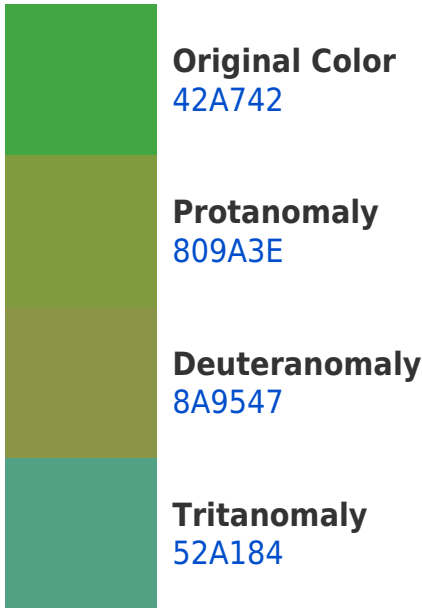 Original Color
42A742
Protanomaly
809A3E
Deuteranomaly
8A9547
Tritanomaly
52A184